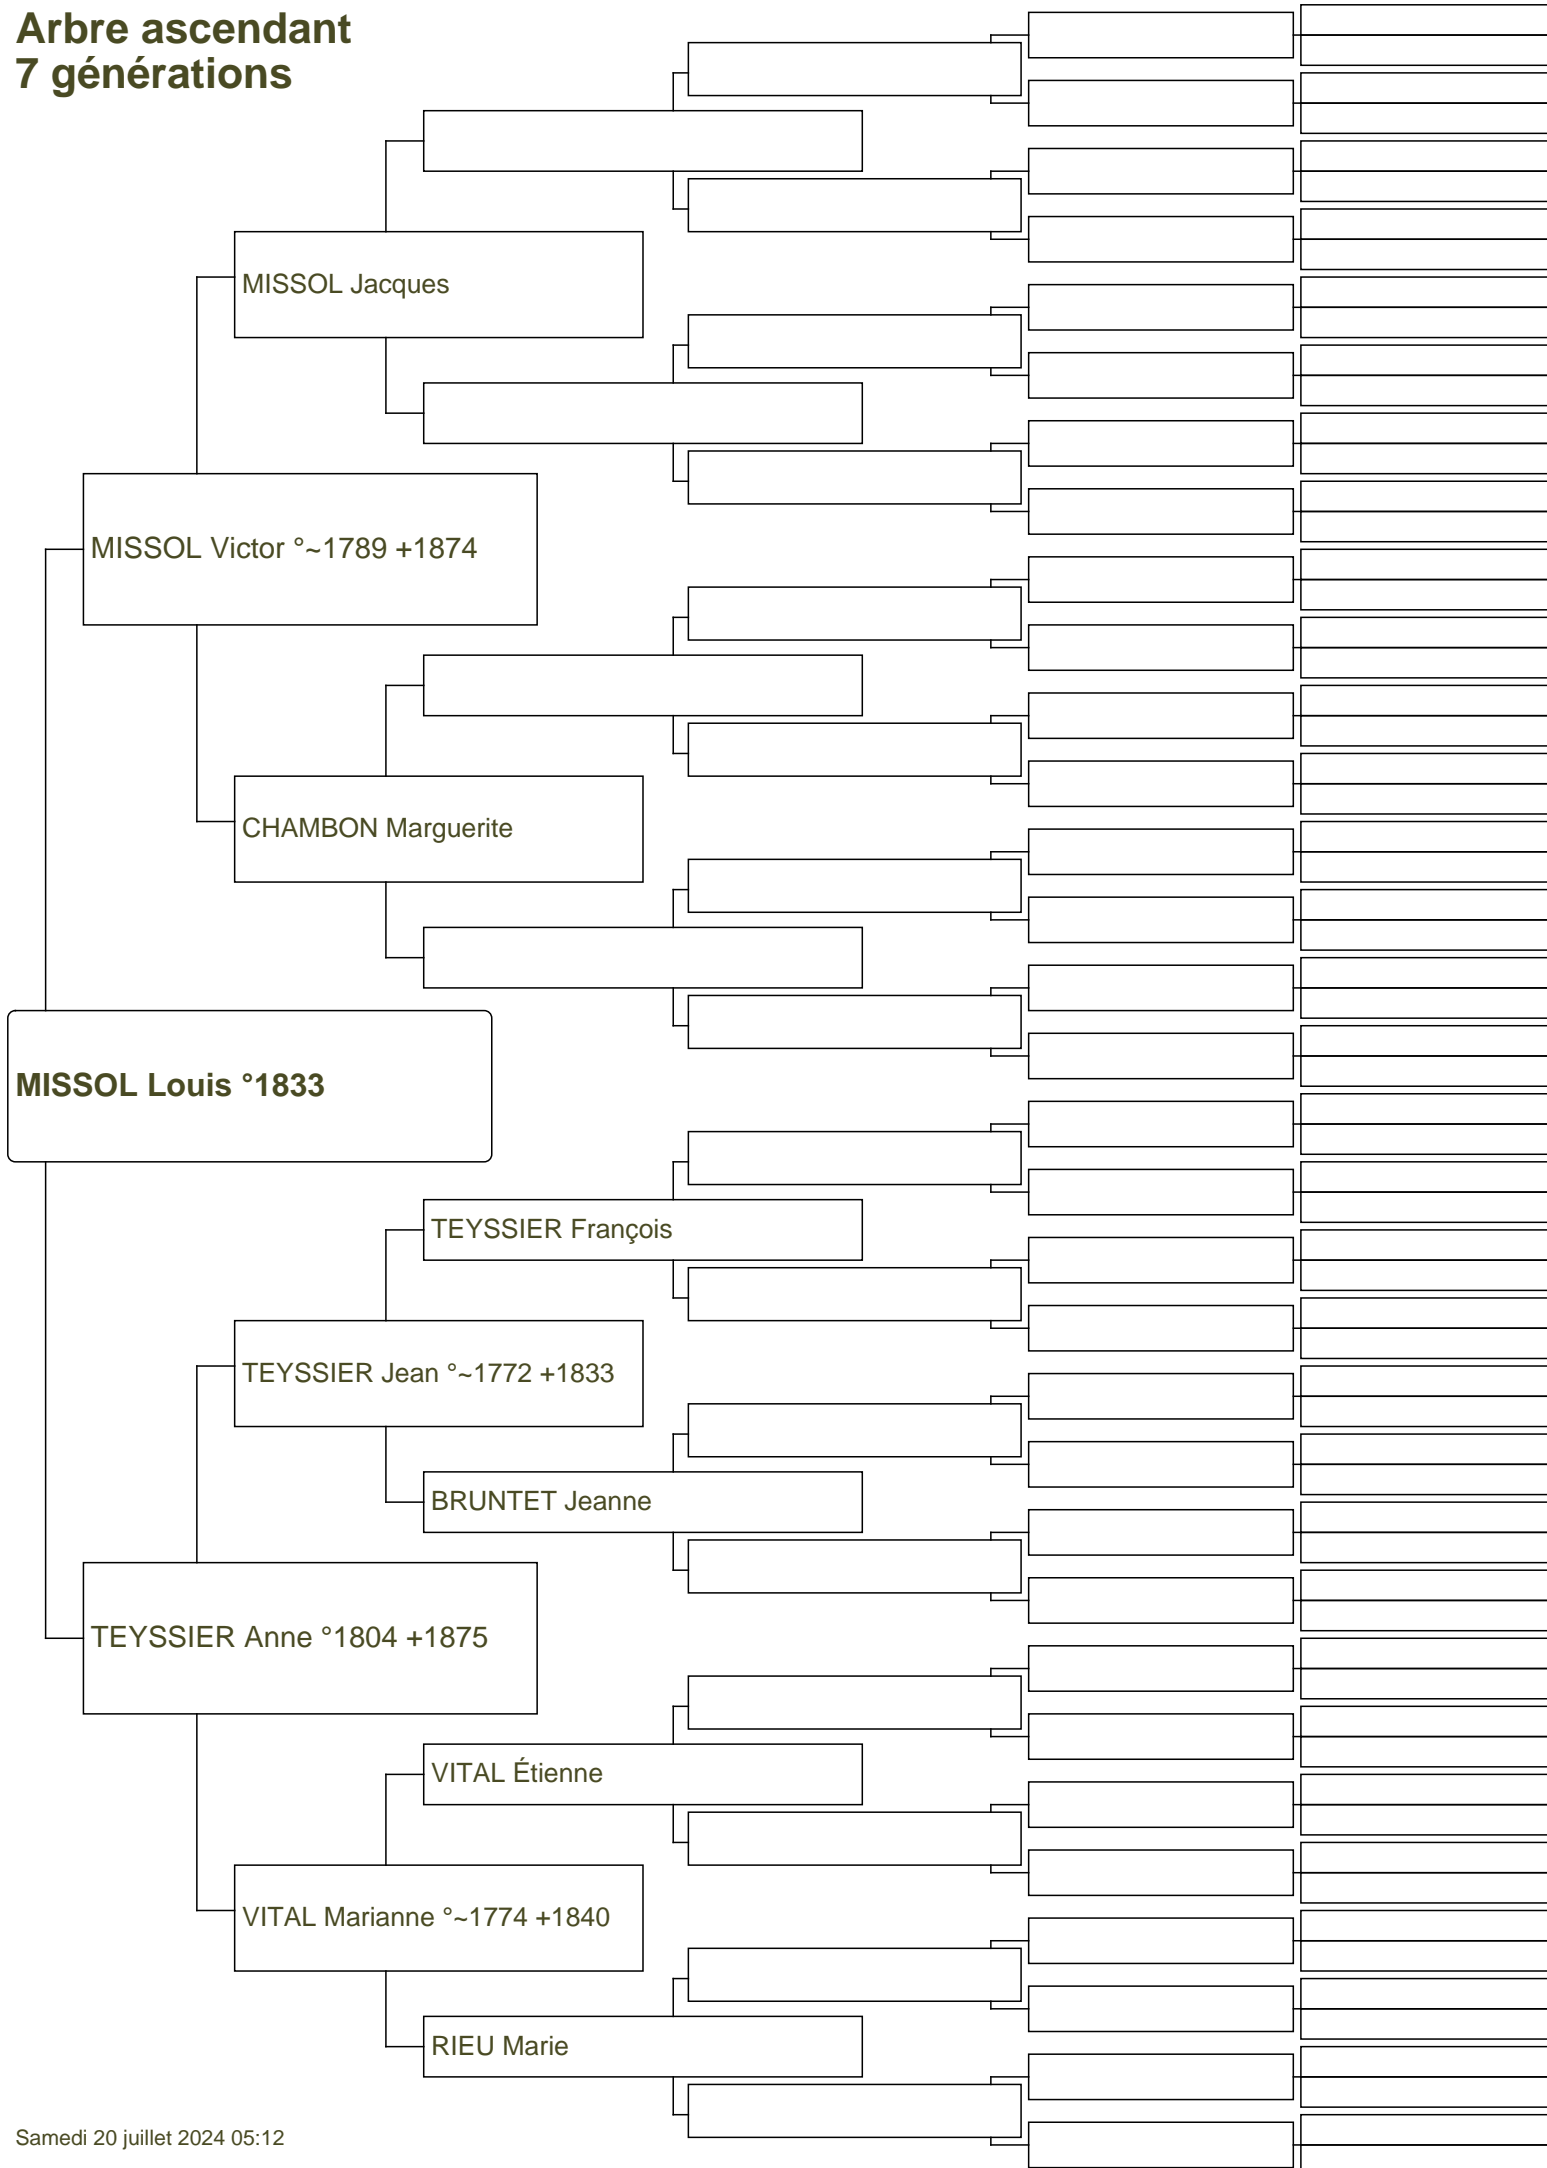 Arbre ascendant
7 générations
MISSOL Jacques
MISSOL Victor °~1789 +1874
CHAMBON Marguerite
MISSOL Louis °1833
TEYSSIER François
TEYSSIER Jean °~1772 +1833
BRUNTET Jeanne
TEYSSIER Anne °1804 +1875
VITAL Étienne
VITAL Marianne °~1774 +1840
RIEU Marie
Samedi 20 juillet 2024 05:12